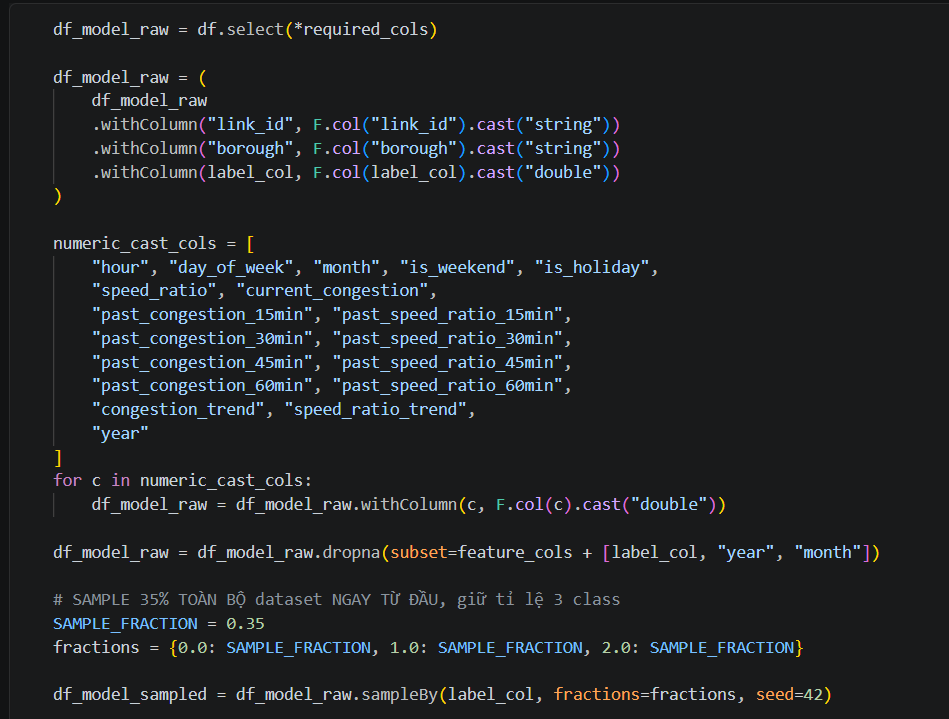 df_model_raw = df.select(*required_cols)
df_model_raw = (
df_model_raw
.withColumn("link_id", F.col("link_id").cast("string"))
.withColumn("borough", F.col("borough").cast("string"))
.withColumn(label_col, F.col(label_col).cast("double"))
)
numeric_cast_cols = [
"hour", "day_of_week", "month", "is_weekend", "is_holiday",
"speed_ratio", "current_congestion",
"past_congestion_15min", "past_speed_ratio_15min",
"past_congestion_30min", "past_speed_ratio_30min",
"past_congestion_45min", "past_speed_ratio_45min",
"past_congestion_60min", "past_speed_ratio_60min",
"congestion_trend", "speed_ratio_trend",
"year"
]
for c in numeric_cast_cols:
df_model_raw = df_model_raw.withColumn(c, F.col(c).cast("double"))
df_model_raw = df_model_raw.dropna(subset=feature_cols + [label_col, "year", "month"])
# SAMPLE 35% TOÀN BỘ dataset NGAY TỪ ĐẦU, giữ tỉ lệ 3 class
SAMPLE_FRACTION = 0.35
fractions = {0.0: SAMPLE_FRACTION, 1.0: SAMPLE_FRACTION, 2.0: SAMPLE_FRACTION}
df_model_sampled = df_model_raw.sampleBy(label_col, fractions=fractions, seed=42)